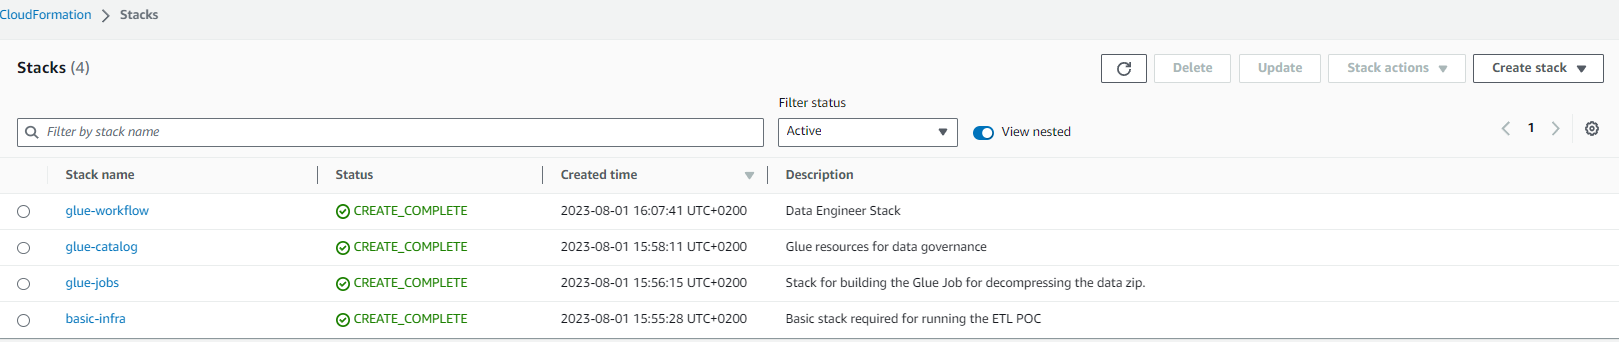 CloudFormation > Stacks
Stacks (4)
Delete
Update
Stack actions
Create stack
Filter status
Filter by stack name
Active
View nested
1
Stack name Status Created time Description
glue-workflow CREATE_COMPLETE 2023-08-01 16:07:41 UTC+0200 Data Engineer Stack
glue-catalog CREATE_COMPLETE 2023-08-01 15:58:11 UTC+0200 Glue resources for data governance
glue-jobs CREATE_COMPLETE 2023-08-01 15:56:15 UTC+0200 Stack for building the Glue Job for decompressing the data zip.
basic-infra CREATE_COMPLETE 2023-08-01 15:55:28 UTC+0200 Basic stack required for running the ETL POC